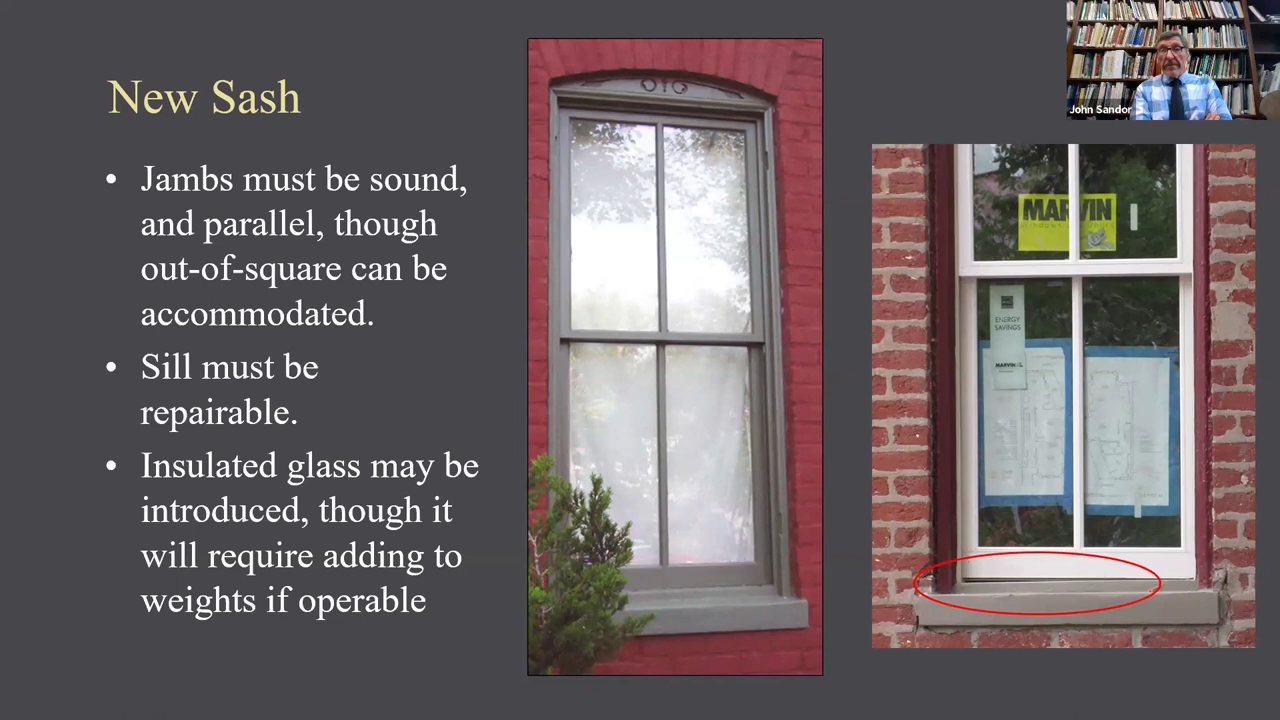 New Sash
• Jambs must be sound,
and parallel, though
out-of-square can be
accommodated.
• Sill must be
repairable.
• Insulated glass may be
introduced, though it
will require adding to
weights if operable
John Sandor
MARVIN
ENERGY
SAVINGS
MARVIN